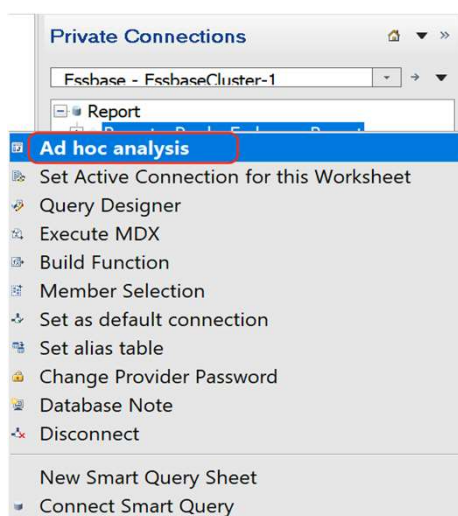 Private Connections
Essbase - EssbaseCluster-1
Report
Ad hoc analysis
Set Active Connection for this Worksheet
Query Designer
Execute MDX
Build Function
Member Selection
Set as default connection
Set alias table
Change Provider Password
Database Note
Disconnect
New Smart Query Sheet
Connect Smart Query